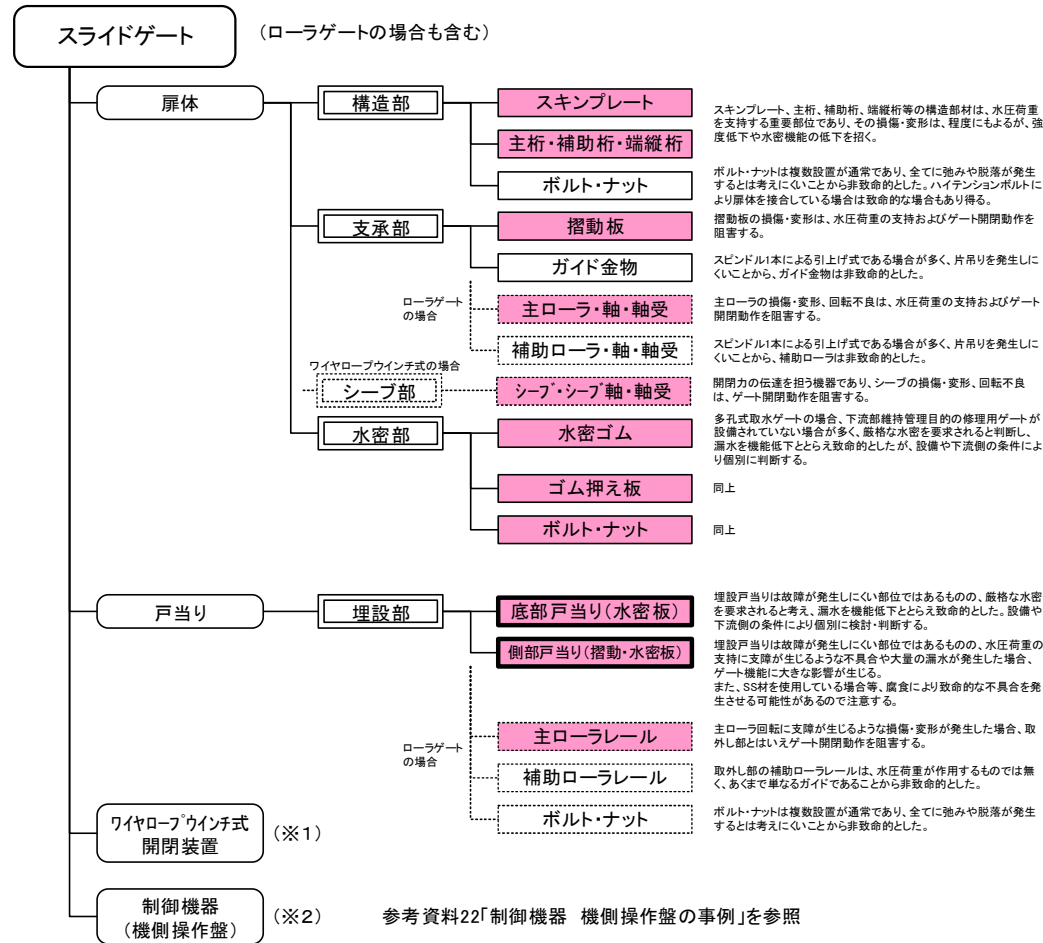 スライドゲート
(ローラゲートの場合も含む)
扉体
構造部
スキンプレート
スキンプレート、主桁、補助桁、端縦桁等の構造部材は、水圧荷重
を支持する重要部位であり、その損傷・変形は、程度にもよるが、強
度低下や水密機能の低下を招く。
主桁・補助桁・端縦桁
ボルト・ナット
ボルト・ナットは複数設置が通常であり、全てに弛みや脱落が発生
するとは考えにくいことから非致命的とした。ハイテンションボルトに
より扉体を接合している場合は致命的な場合もあり得る。
支承部
摺動板
摺動板の損傷・変形は、水圧荷重の支持およびゲート開閉動作を
阻害する。
ガイド金物
スピンドル1本による引上げ式である場合が多く、片吊りを発生しに
くいことから、ガイド金物は非致命的とした。
ローラゲート
の場合
主ローラ・軸・軸受
主ローラの損傷・変形、回転不良は、水圧荷重の支持およびゲート
開閉動作を阻害する。
補助ローラ・軸・軸受
スピンドル1本による引上げ式である場合が多く、片吊りを発生しに
くいことから、補助ローラは非致命的とした。
ワイヤロープウインチ式の場合
シーブ部
シーブ・シーブ軸・軸受
開閉力の伝達を担う機器であり、シーブの損傷・変形、回転不良
は、ゲート開閉動作を阻害する。
水密部
水密ゴム
多孔式取水ゲートの場合、下流部維持管理目的の修理用ゲートが
設備されていない場合が多く、厳格な水密を要求されると判断し、
漏水を機能低下ととらえ致命的としたが、設備や下流側の条件によ
り個別に判断する。
ゴム押え板
同上
ボルト・ナット
同上
戸当り
埋設部
底部戸当り(水密板)
埋設戸当りは故障が発生しにくい部位ではあるものの、厳格な水密
を要求されると考え、漏水を機能低下ととらえ致命的とした。設備や
下流側の条件により個別に検討・判断する。
側部戸当り(摺動・水密板)
埋設戸当りは故障が発生しにくい部位ではあるものの、水圧荷重の
支持に支障が生じるような不具合や大量の漏水が発生した場合、
ゲート機能に大きな影響が生じる。
また、SS材を使用している場合等、腐食により致命的な不具合を発
生させる可能性があるので注意する。
ローラゲート
の場合
主ローラレール
主ローラ回転に支障が生じるような損傷・変形が発生した場合、取
外し部とはいえゲート開閉動作を阻害する。
補助ローラレール
取外し部の補助ローラレールは、水圧荷重が作用するものでは無
く、あくまで単なるガイドであることから非致命的とした。
ボルト・ナット
ボルト・ナットは複数設置が通常であり、全てに弛みや脱落が発生
するとは考えにくいことから非致命的とした。
ワイヤロープウインチ式
開閉装置
(※1)
制御機器
(機側操作盤)
(※2)
参考資料22「制御機器 機側操作盤の事例」を参照